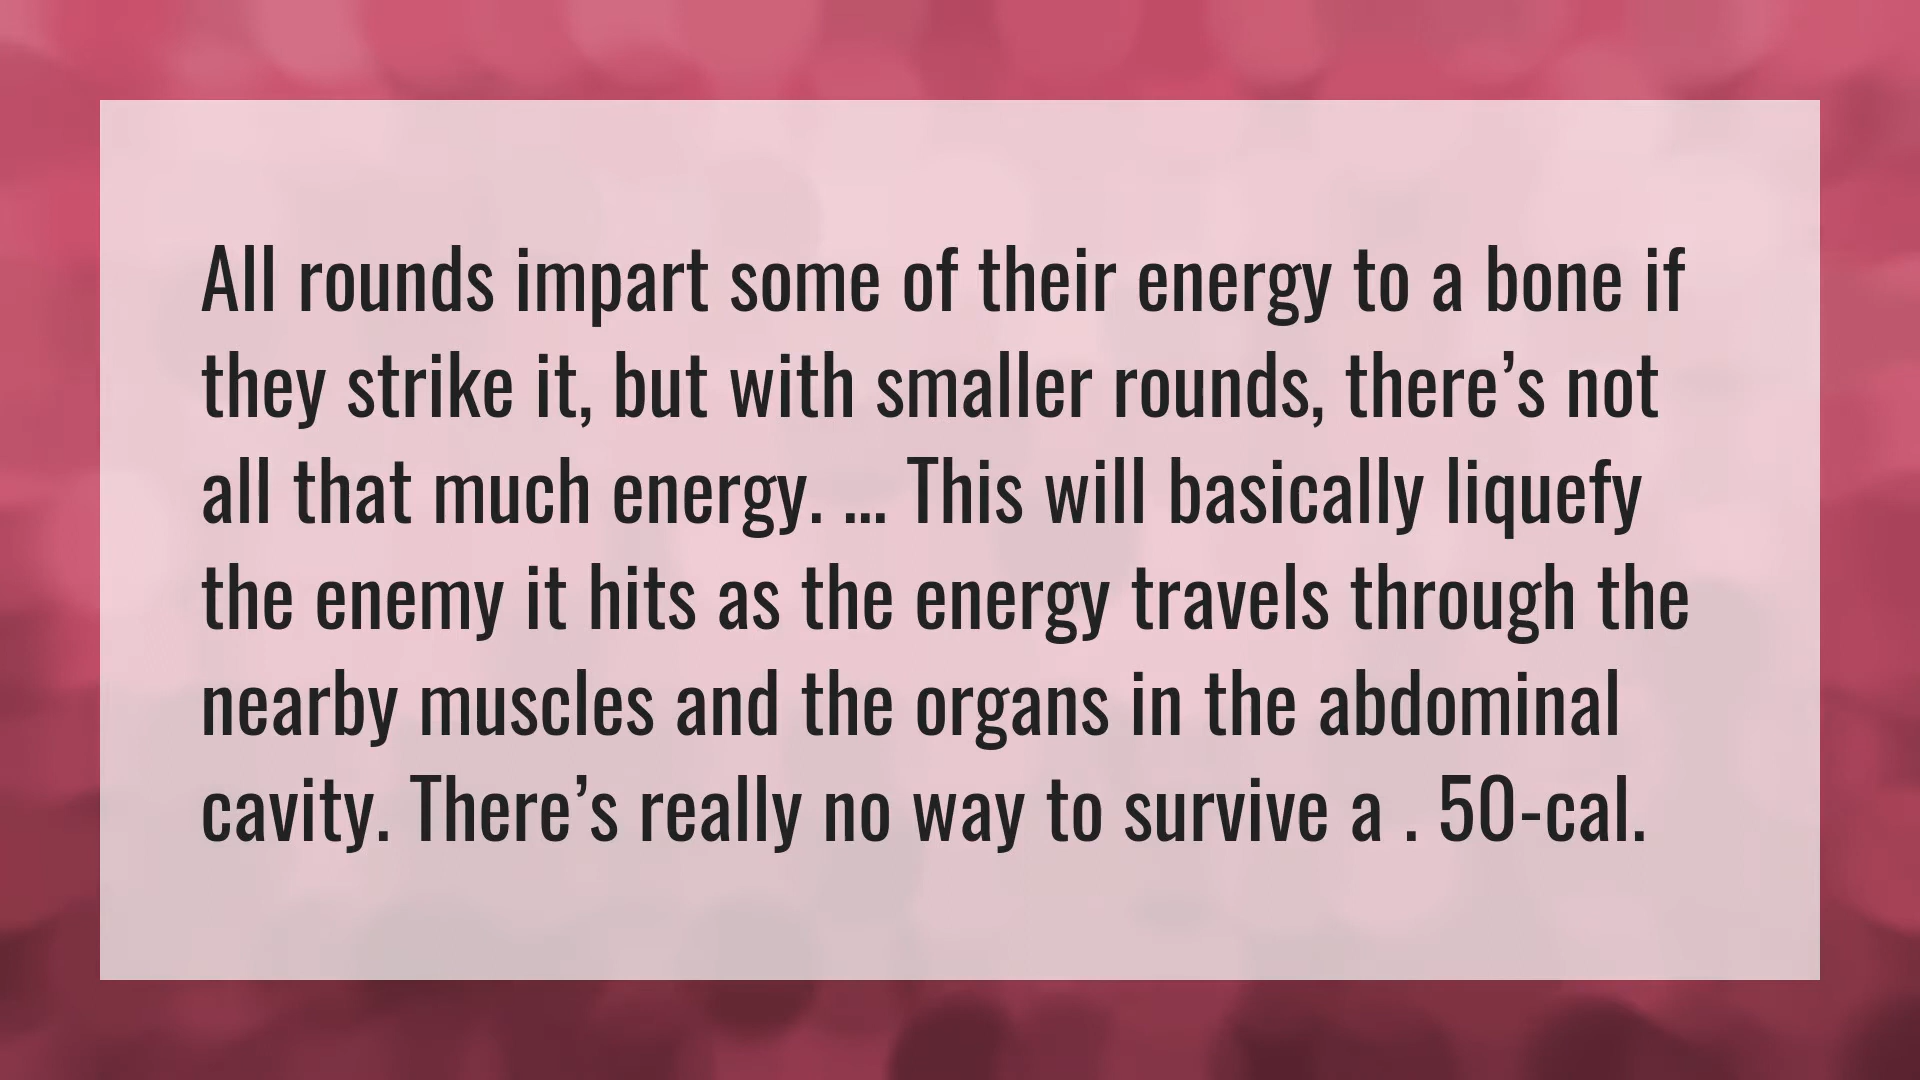 All rounds impart some of their energy to a bone if
they strike it, but with smaller rounds, there’s not
all that much energy. ... This will basically liquefy
the enemy it hits as the energy travels through the
nearby muscles and the organs in the abdominal
cavity. There’s really no way to survive a . 50-cal.